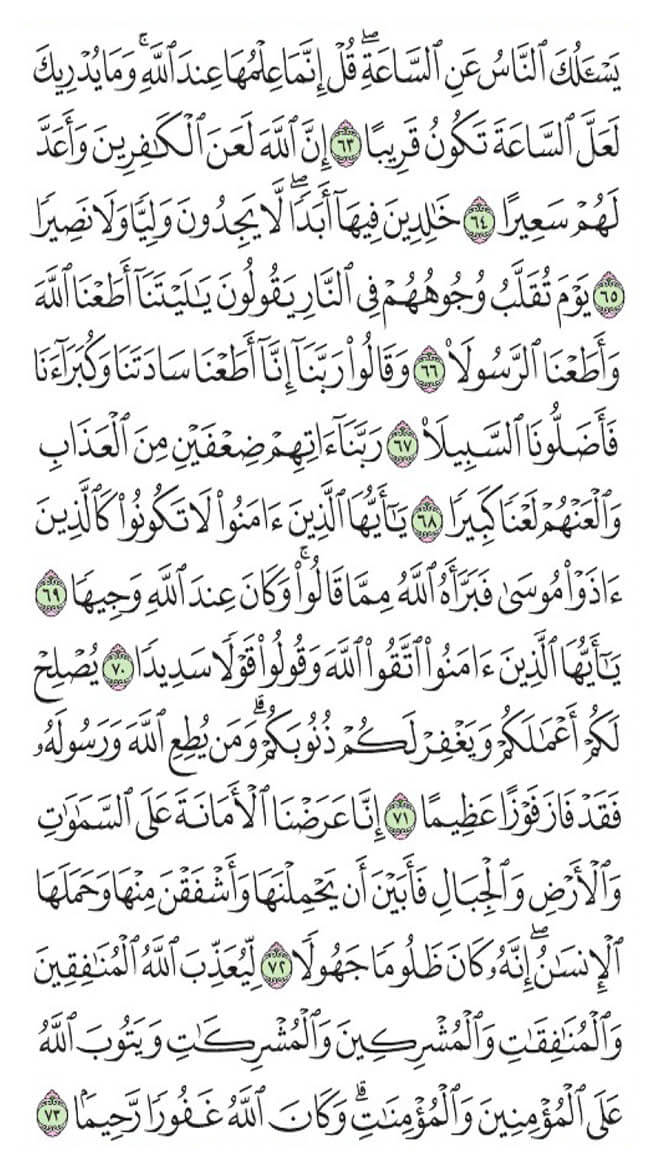 يَسْـَٔلُكَ ٱلنَّاسُ عَنِ ٱلسَّاعَةِۖ قُلْ إِنَّمَا عِلْمُهَا عِندَ ٱللَّهِۚ وَمَا يُدْرِيكَ
لَعَلَّ ٱلسَّاعَةَ تَكُونُ قَرِيبًا ٦٣ إِنَّ ٱللَّهَ لَعَنَ ٱلْكَٰفِرِينَ وَأَعَدَّ
لَهُمْ سَعِيرًا ٦٤ خَٰلِدِينَ فِيهَآ أَبَدًاۖ لَّا يَجِدُونَ وَلِيًّا وَلَا نَصِيرًا
٦٥ يَوْمَ تُقَلَّبُ وُجُوهُهُمْ فِى ٱلنَّارِ يَقُولُونَ يَٰلَيْتَنَآ أَطَعْنَا ٱللَّهَ
وَأَطَعْنَا ٱلرَّسُولَا۠ ٦٦ وَقَالُوا۟ رَبَّنَآ إِنَّآ أَطَعْنَا سَادَتَنَا وَكُبَرَآءَنَا
فَأَضَلُّونَا ٱلسَّبِيلَا۠ ٦٧ رَبَّنَآ ءَاتِهِمْ ضِعْفَيْنِ مِنَ ٱلْعَذَابِ
وَٱلْعَنْهُمْ لَعْنًا كَبِيرًا ٦٨ يَٰٓأَيُّهَا ٱلَّذِينَ ءَامَنُوا۟ لَا تَكُونُوا۟ كَٱلَّذِينَ
ءَاذَوْا۟ مُوسَىٰ فَبَرَّأَهُ ٱللَّهُ مِمَّا قَالُوا۟ۚ وَكَانَ عِندَ ٱللَّهِ وَجِيهًا ٦٩
يَٰٓأَيُّهَا ٱلَّذِينَ ءَامَنُوا۟ ٱتَّقُوا۟ ٱللَّهَ وَقُولُوا۟ قَوْلًا سَدِيدًا ٧٠ يُصْلِحْ
لَكُمْ أَعْمَٰلَكُمْ وَيَغْفِرْ لَكُمْ ذُنُوبَكُمْۗ وَمَن يُطِعِ ٱللَّهَ وَرَسُولَهُۥ
فَقَدْ فَازَ فَوْزًا عَظِيمًا ٧١ إِنَّا عَرَضْنَا ٱلْأَمَانَةَ عَلَى ٱلسَّمَٰوَٰتِ
وَٱلْأَرْضِ وَٱلْجِبَالِ فَأَبَيْنَ أَن يَحْمِلْنَهَا وَأَشْفَقْنَ مِنْهَا وَحَمَلَهَا
ٱلْإِنسَٰنُۖ إِنَّهُۥ كَانَ ظَلُومًا جَهُولًا ٧٢ لِّيُعَذِّبَ ٱللَّهُ ٱلْمُنَٰفِقِينَ
وَٱلْمُنَٰفِقَٰتِ وَٱلْمُشْرِكِينَ وَٱلْمُشْرِكَٰتِ وَيَتُوبَ ٱللَّهُ
عَلَى ٱلْمُؤْمِنِينَ وَٱلْمُؤْمِنَٰتِۗ وَكَانَ ٱللَّهُ غَفُورًا رَّحِيمًۢا ٧٣